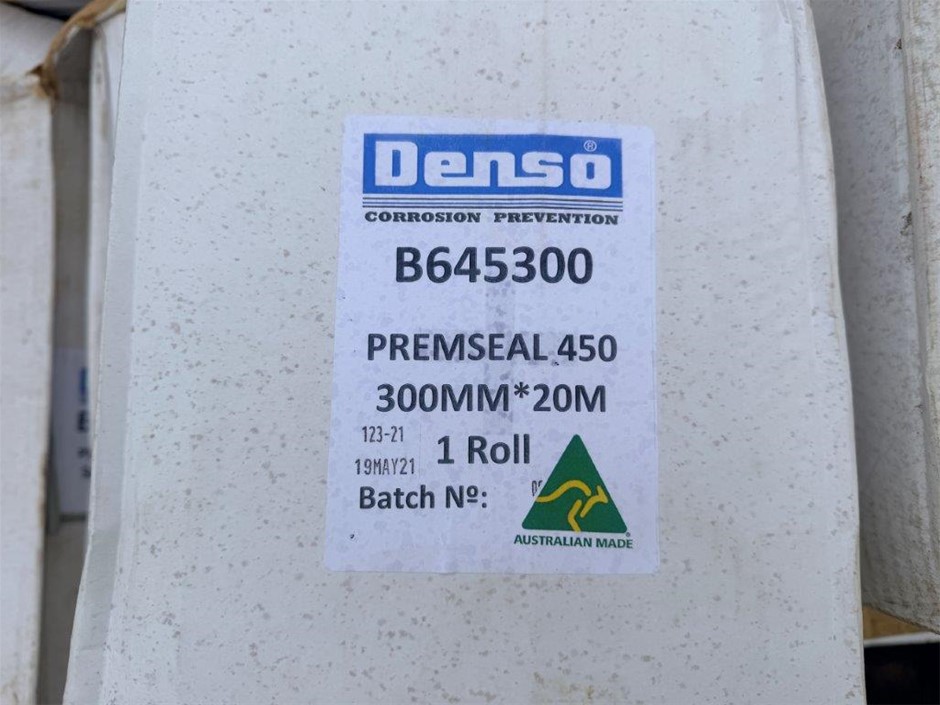 Denso®
CORROSION PREVENTION
B645300
PREMSEAL 450
300MM*20M
123-21
1 Roll
19MAY21
Batch Nº:
AUSTRALIAN MADE